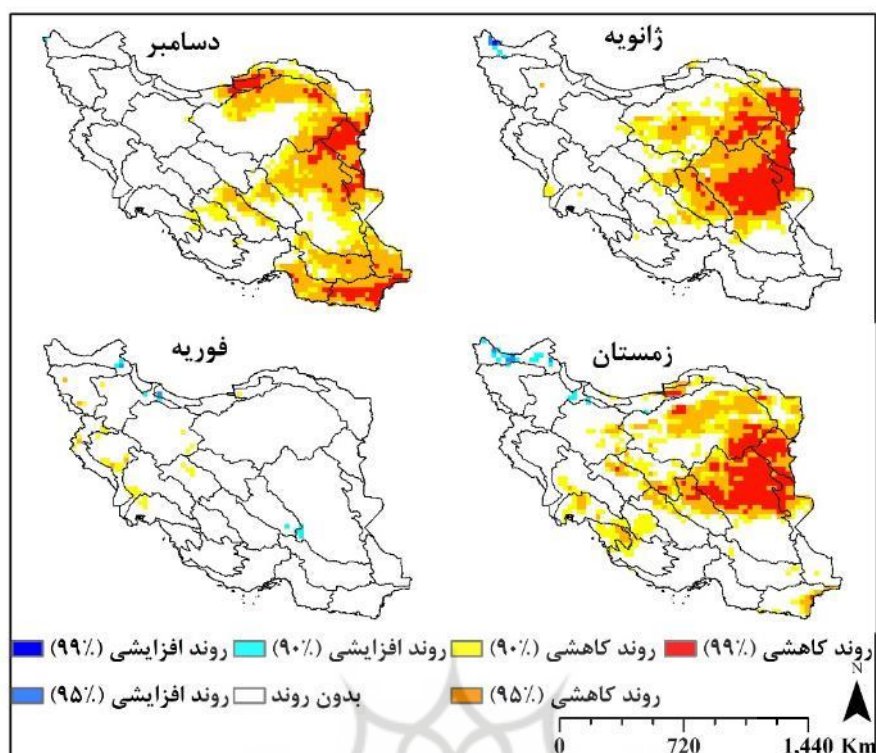 ژانویه
دسامبر
زمستان
فوریه
روند کاهشی (۹۹٪)
روند کاهشی (۹۰٪)
روند افزایشی (۹۰٪)
روند افزایشی (۹۹٪)
روند کاهشی (۹۵٪)
بدون روند
روند افزایشی (۹۵٪)
N
0 720 1,440 Km